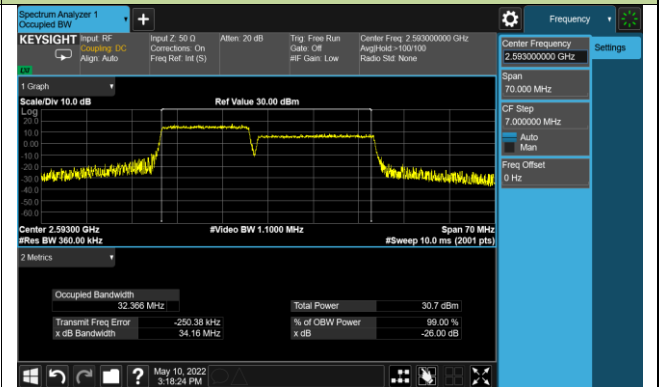 Spectrum Analyzer 1
Occupied BW
Frequency
KEYSIGHT
Input: RF
Coupling: DC
Align: Auto
Input Z: 50 Ω
Corrections: On
Freq Ref: Int (S)
Atten: 20 dB
Trig: Free Run
Gate: Off
#IF Gain: Low
Center Freq: 2.593000000 GHz
Avg|Hold:>100/100
Radio Std: None
Center Frequency
2.593000000 GHz
Settings
Span
70.000 MHz
CF Step
7.000000 MHz
Auto
Man
Freq Offset
0 Hz
1 Graph
Scale/Div 10.0 dB
Ref Value 30.00 dBm
Log
20.0
10.0
0.00
-10.0
-20.0
-30.0
-40.0
-50.0
-60.0
Center 2.59300 GHz
#Video BW 1.1000 MHz
Span 70 MHz
#Res BW 360.00 kHz
#Sweep 10.0 ms (2001 pts)
2 Metrics
Occupied Bandwidth
32.366 MHz
Total Power
30.7 dBm
Transmit Freq Error
-250.38 kHz
% of OBW Power
99.00 %
x dB Bandwidth
34.16 MHz
x dB
-26.00 dB
May 10, 2022
3:18:24 PM